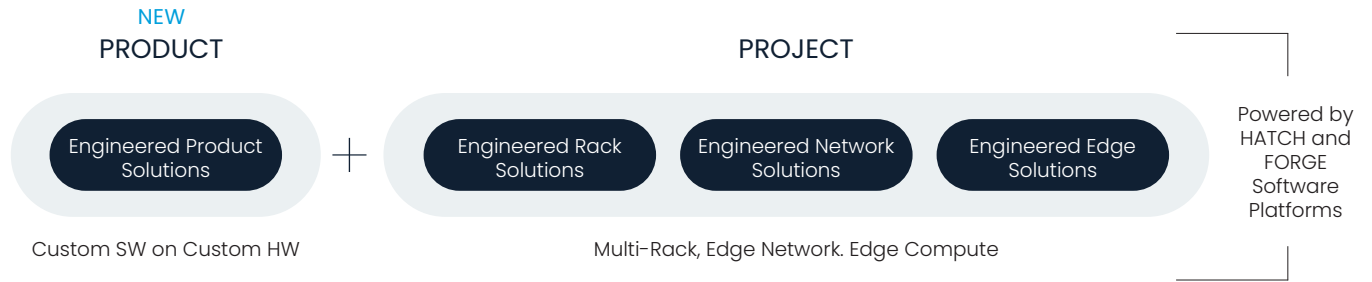 NEW
PRODUCT
Engineered Product
Solutions
Custom SW on Custom HW
PROJECT
Engineered Rack
Solutions
Engineered Network
Solutions
Engineered Edge
Solutions
Multi-Rack, Edge Network. Edge Compute
Powered by
HATCH and
FORGE
Software
Platforms